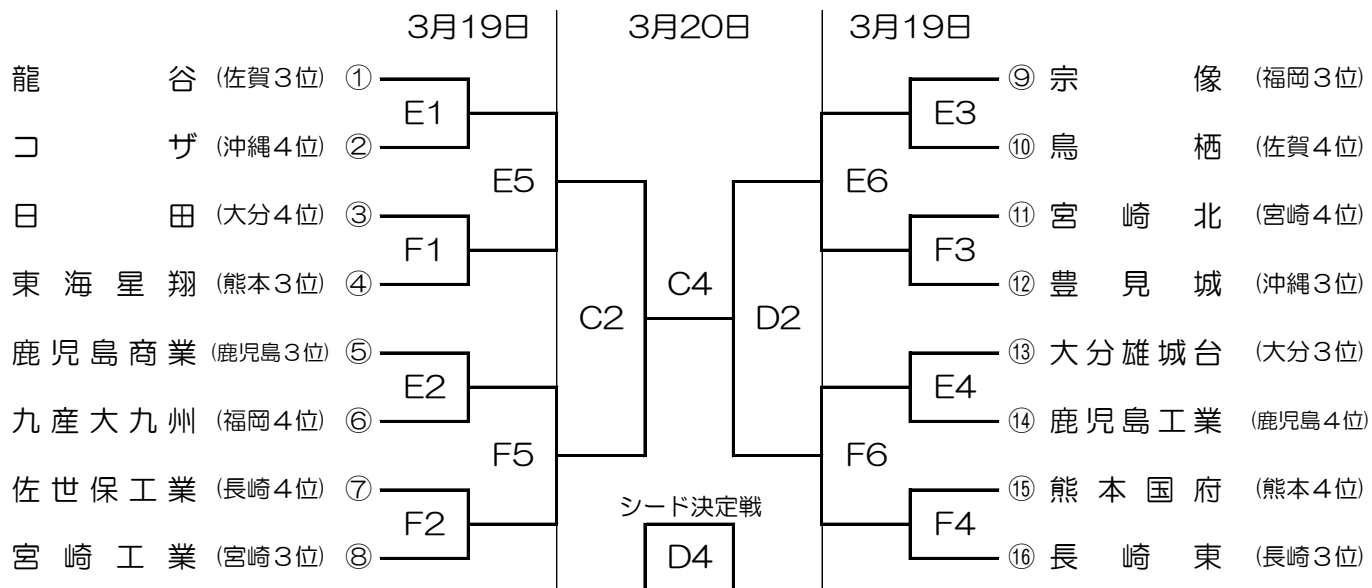 3月19日 3月20日 3月19日
龍谷 (佐賀3位) ① ⑨ 宗像 (福岡3位)
E1 E3
コザ (沖縄4位) ② ⑩ 鳥栖 (佐賀4位)
E5 E6
日田 (大分4位) ③ ⑪ 宮崎北 (宮崎4位)
F1 F3
東海星翔 (熊本3位) ④ C4 ⑫ 豊見城 (沖縄3位)
C2 D2
鹿児島商業 (鹿児島3位) ⑤ ⑬ 大分雄城台 (大分3位)
E2 E4
九産大九州 (福岡4位) ⑥ ⑭ 鹿児島工業 (鹿児島4位)
F5 F6
佐世保工業 (長崎4位) ⑦ ⑮ 熊本国府 (熊本4位)
シード決定戦
F2 F4
宮崎工業 (宮崎3位) ⑧ D4 ⑯ 長崎東 (長崎3位)